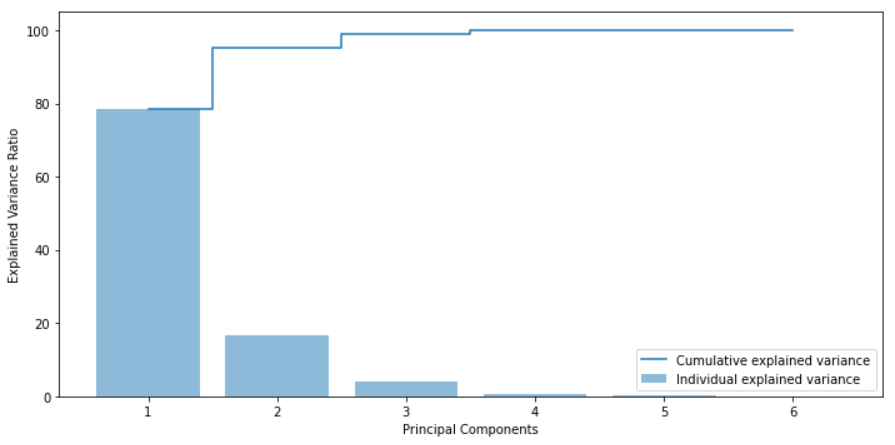 100
80
60
40
20
0
Explained Variance Ratio
1 2 3 4 5 6
Principal Components
Cumulative explained variance
Individual explained variance